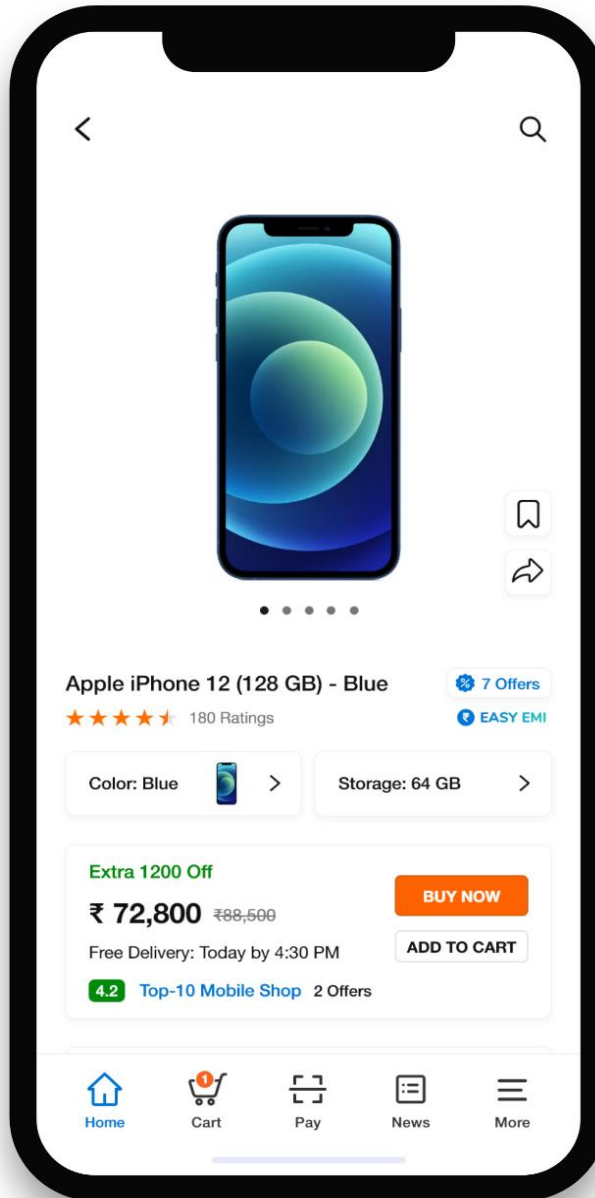 Apple iPhone 12 (128 GB) - Blue
7 Offers
180 Ratings
EASY EMI
Color: Blue
Storage: 64 GB
Extra 1200 Off
₹ 72,800 ₹88,500
BUY NOW
Free Delivery: Today by 4:30 PM
ADD TO CART
4.2 Top-10 Mobile Shop 2 Offers
1
Home
Cart
Pay
News
More